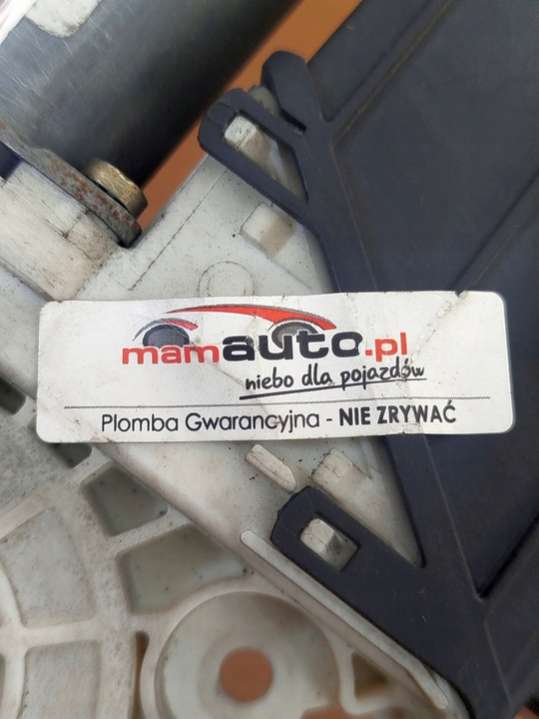 mamauto.pl
niebo dla pojazdów
Plomba Gwarancyjna - NIE ZRYWAĆ